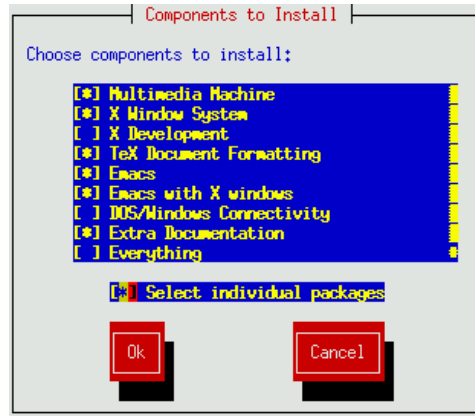 Components to Install
Choose components to install:
[*] Multimedia Machine
[*] X Window System
[ ] X Development
[*] TeX Document Formatting
[*] Emacs
[*] Emacs with X windows
[ ] DOS/Windows Connectivity
[*] Extra Documentation
[ ] Everything
[*] Select individual packages
Ok Cancel